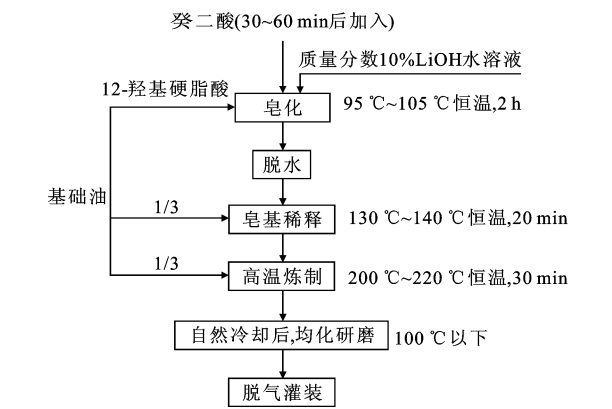 癸二酸(30~60 min后加入)
质量分数10%LiOH水溶液
12-羟基硬脂酸
皂化
95 ℃~105 ℃恒温,2 h
脱水
基础油
1/3
皂基稀释
130 ℃~140 ℃恒温,20 min
1/3
高温炼制
200 ℃~220 ℃恒温,30 min
自然冷却后,均化研磨
100 ℃以下
脱气灌装